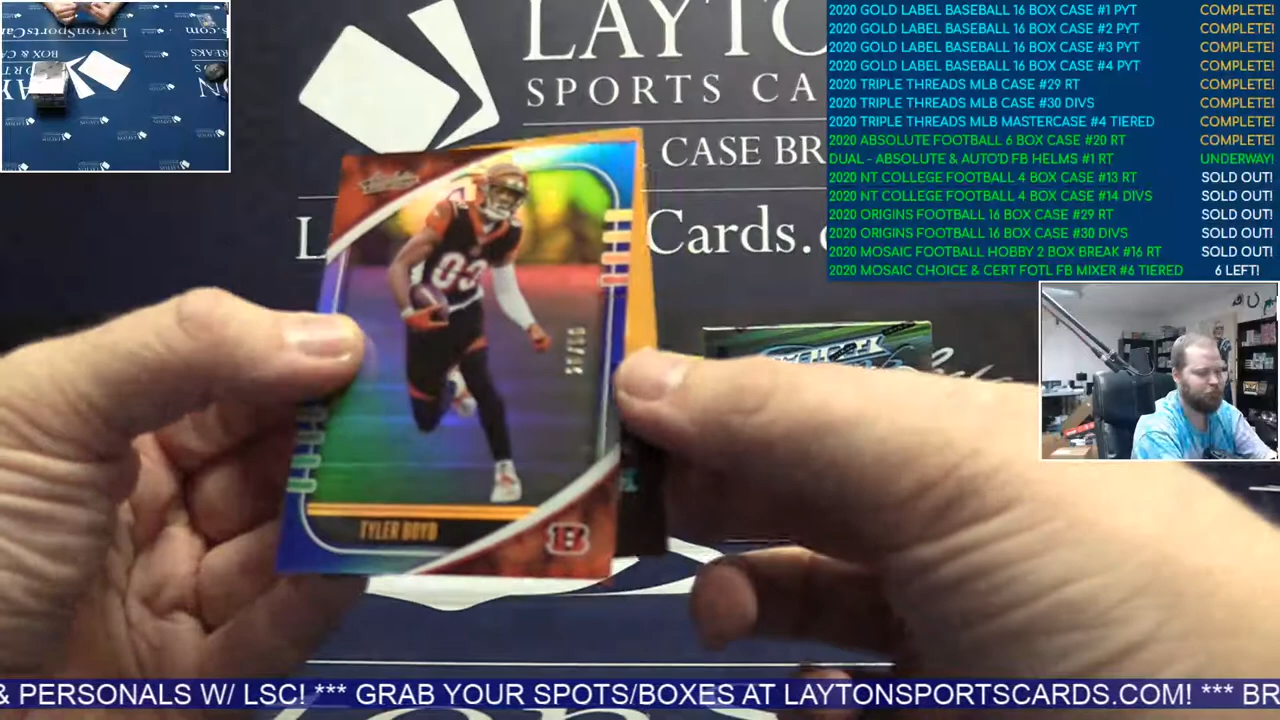 LAYTO
SPORTS CA
CASE BR
L
Cards.
2020 GOLD LABEL BASEBALL 16 BOX CASE #1 PYT COMPLETE!
2020 GOLD LABEL BASEBALL 16 BOX CASE #2 PYT COMPLETE!
2020 GOLD LABEL BASEBALL 16 BOX CASE #3 PYT COMPLETE!
2020 GOLD LABEL BASEBALL 16 BOX CASE #4 PYT COMPLETE!
2020 TRIPLE THREADS MLB CASE #29 RT COMPLETE!
2020 TRIPLE THREADS MLB CASE #30 DIVS COMPLETE!
2020 TRIPLE THREADS MLB MASTERCASE #4 TIERED COMPLETE!
2020 ABSOLUTE FOOTBALL 6 BOX CASE #20 RT COMPLETE!
DUAL - ABSOLUTE & AUTO'D FB HELMS #1 RT UNDERWAY!
2020 NT COLLEGE FOOTBALL 4 BOX CASE #13 RT SOLD OUT!
2020 NT COLLEGE FOOTBALL 4 BOX CASE #14 DIVS SOLD OUT!
2020 ORIGINS FOOTBALL 16 BOX CASE #29 RT SOLD OUT!
2020 ORIGINS FOOTBALL 16 BOX CASE #30 DIVS SOLD OUT!
2020 MOSAIC FOOTBALL HOBBY 2 BOX BREAK #16 RT SOLD OUT!
2020 MOSAIC CHOICE & CERT FOTL FB MIXER #6 TIERED 6 LEFT!
83
TYLER BOYD
B
& PERSONALS W/ LSC! *** GRAB YOUR SPOTS/BOXES AT LAYTONSPORTSCARDS.COM! *** BR